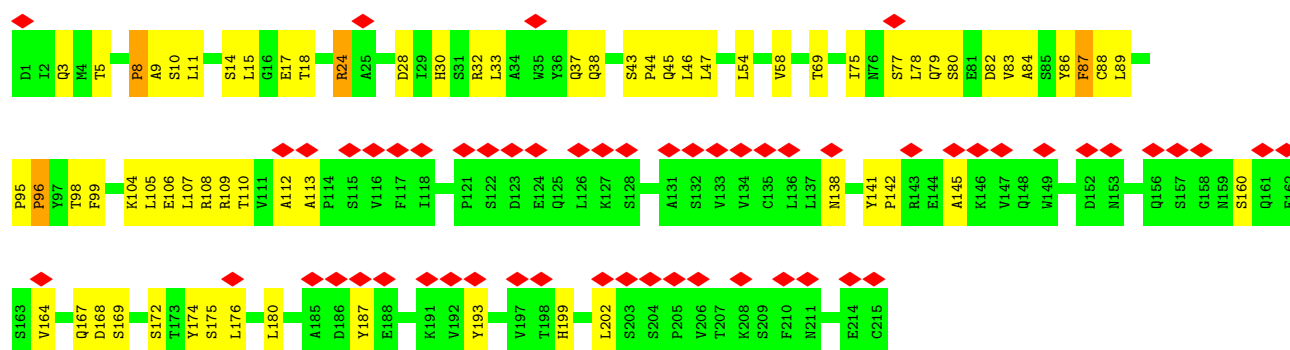 D1 I2 Q3 M4 T5 P8 A9 S10 L11 S14 L15 G16 E17 T18 R24 A25 D28 I29 H30 S31 R32 L33 A34 W35 Y36 Q37 Q38 S43 P44 Q45 L46 L47 L54 V58 T69 I75 N76 S77 L78 Q79 S80 E81 D82 V83 A84 S85 Y86 F87 C88 L89
P95 P96 Y97 T98 F99 K104 L105 E106 L107 R108 R109 T110 V111 A112 A113 P114 S115 V116 F117 I118 P121 S122 D123 E124 Q125 L126 K127 S128 A131 S132 V133 V134 C135 L136 L137 N138 Y141 P142 R143 E144 A145 K146 V147 Q148 W149 D152 N153 Q156 S157 G158 N159 S160 Q161 E162
S163 V164 Q167 D168 S169 S172 T173 Y174 S175 L176 L180 A185 D186 Y187 E188 K191 V192 Y193 V197 T198 H199 L202 S203 S204 P205 V206 T207 K208 S209 F210 N211 E214 C215